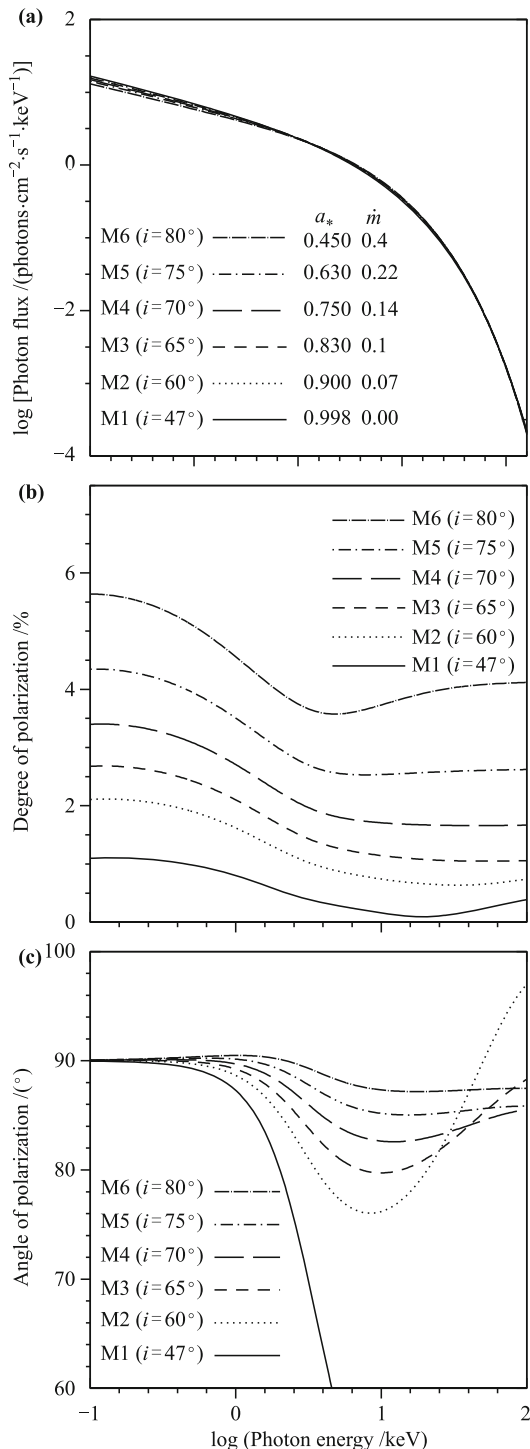 (a)
2
0
−2
−4
log [Photon flux /(photons·cm−2·s−1·keV−1)]
a* ṁ
M6 (i=80°) 0.450 0.4
M5 (i=75°) 0.630 0.22
M4 (i=70°) 0.750 0.14
M3 (i=65°) 0.830 0.1
M2 (i=60°) 0.900 0.07
M1 (i=47°) 0.998 0.00
(b)
6
4
2
0
Degree of polarization /%
M6 (i=80°)
M5 (i=75°)
M4 (i=70°)
M3 (i=65°)
M2 (i=60°)
M1 (i=47°)
(c)
100
90
80
70
60
Angle of polarization /(°)
M6 (i=80°)
M5 (i=75°)
M4 (i=70°)
M3 (i=65°)
M2 (i=60°)
M1 (i=47°)
−1 0 1 2
log (Photon energy /keV)